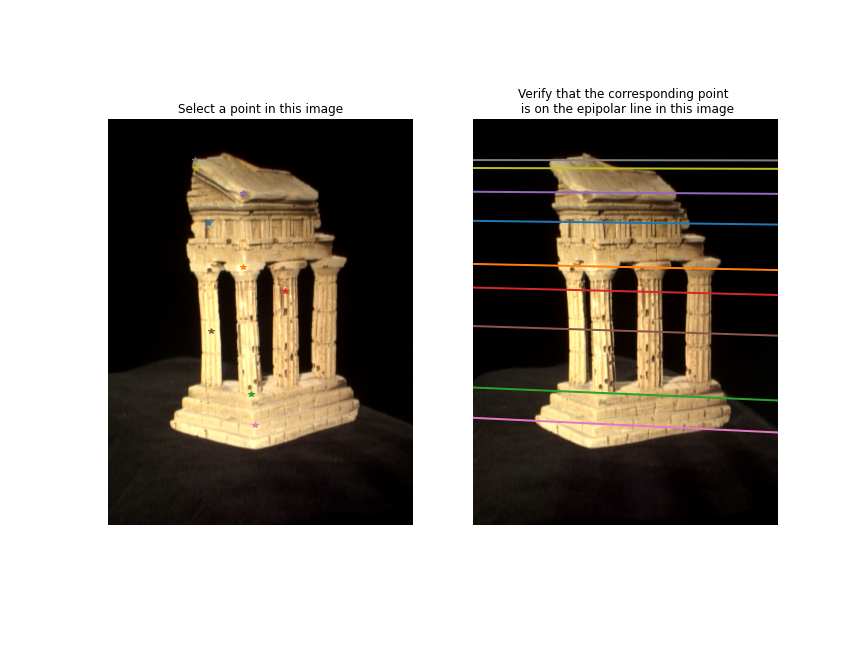 Select a point in this image
Verify that the corresponding point
is on the epipolar line in this image